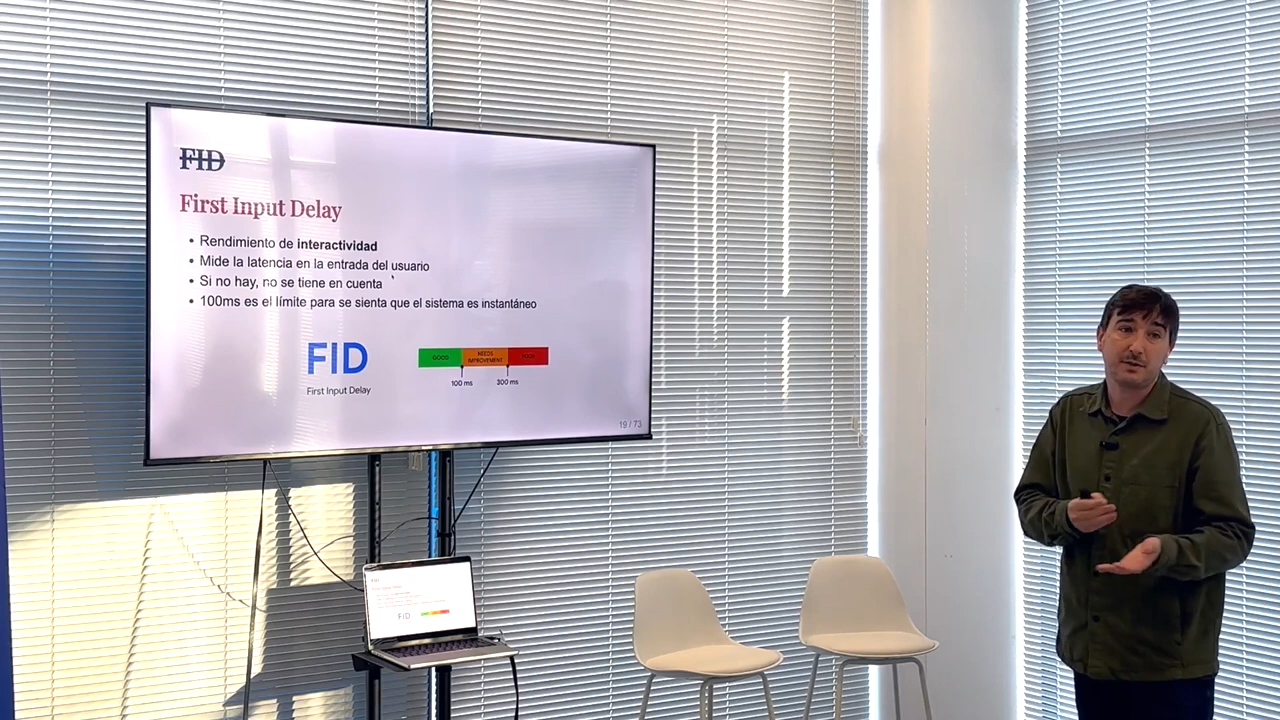 FID
First Input Delay
• Rendimiento de interactividad
• Mide la latencia en la entrada del usuario
• Si no hay, no se tiene en cuenta
• 100ms es el límite para se sienta que el sistema es instantáneo
FID
First Input Delay
GOOD
NEEDS
IMPROVEMENT
POOR
100 ms
300 ms
19 / 73
FID